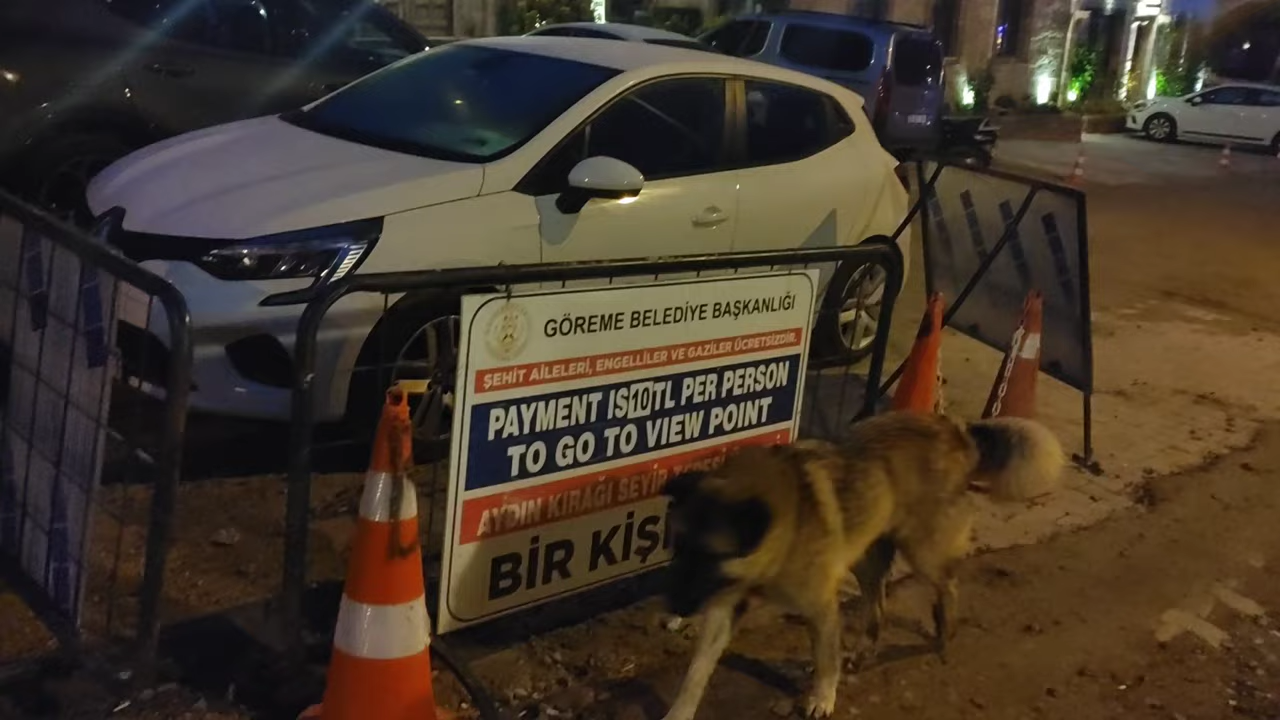 GÖREME BELEDİYE BAŞKANLIĞI
ŞEHİT AİLELERİ, ENGELLİLER VE GAZİLER ÜCRETSİZDİR.
PAYMENT IS 10 TL PER PERSON
TO GO TO VIEW POINT
AYDIN KIRAĞI SEYİR TEPESİ
BİR KİŞİ